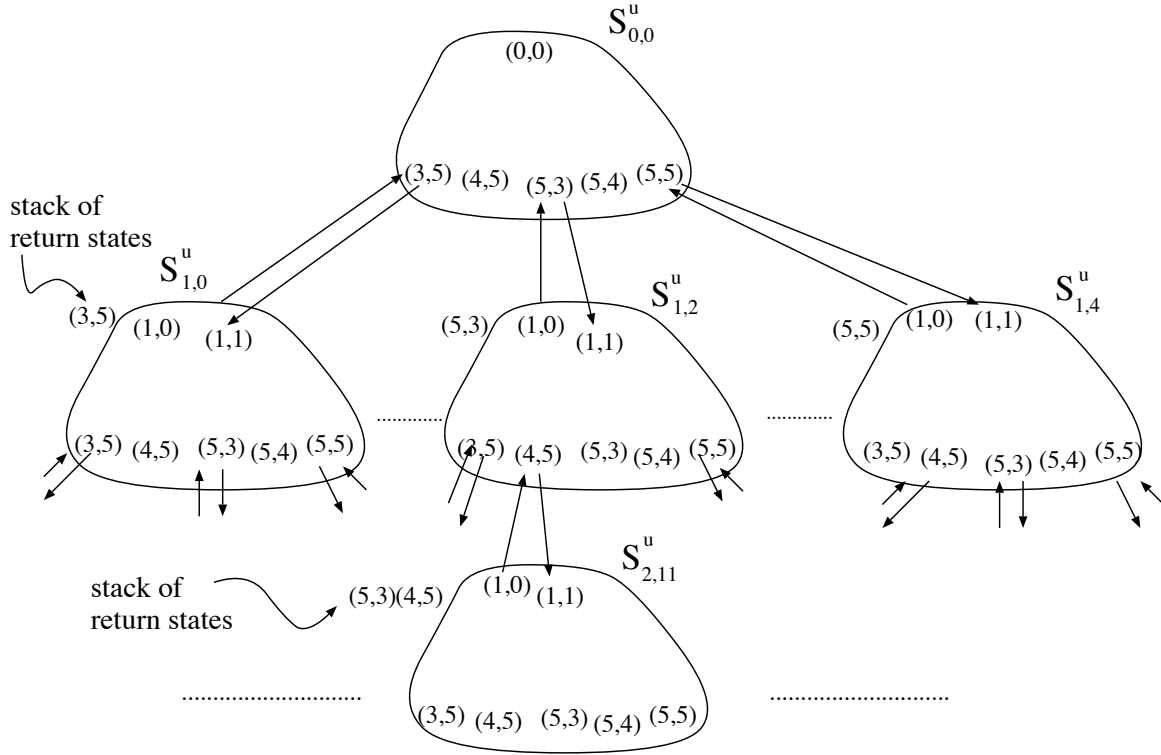 S^u_{0,0}
(0,0)
(3,5) (4,5) (5,3) (5,4) (5,5)
stack of
return states
S^u_{1,0}
S^u_{1,2}
S^u_{1,4}
(3,5) (1,0) (1,1)
(5,3) (1,0) (1,1)
(5,5) (1,0) (1,1)
(3,5) (4,5) (5,3) (5,4) (5,5)
(3,5) (4,5) (5,3) (5,4) (5,5)
(3,5) (4,5) (5,3) (5,4) (5,5)
S^u_{2,11}
stack of
return states
(5,3)(4,5) (1,0) (1,1)
(3,5) (4,5) (5,3) (5,4) (5,5)